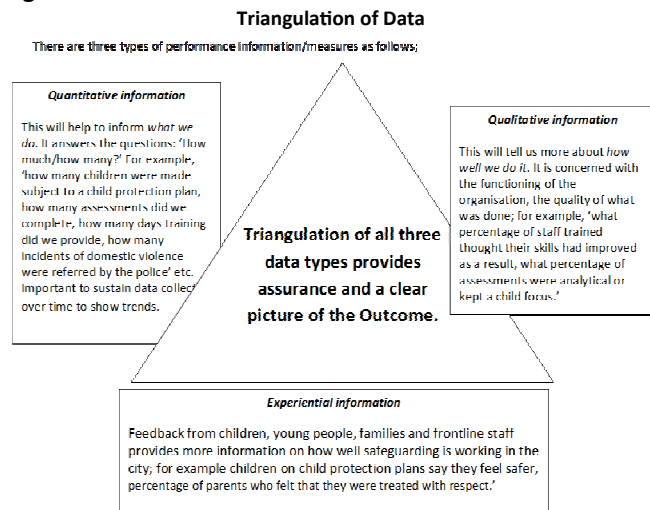 Triangulation of Data
There are three types of performance information/measures as follows;
Quantitative information
This will help to inform what we
do. It answers the questions: 'How
much/how many?' For example,
'how many children were made
subject to a child protection plan,
how many assessments did we
complete, how many days training
did we provide, how many
incidents of domestic violence
were referred by the police' etc.
Important to sustain data collect
over time to show trends.
Qualitative information
This will tell us more about how
well we do it. It is concerned with
the functioning of the
organisation, the quality of what
was done; for example, 'what
percentage of staff trained
thought their skills had improved
as a result, what percentage of
assessments were analytical or
kept a child focus.'
Triangulation of all three
data types provides
assurance and a clear
picture of the Outcome.
Experiential information
Feedback from children, young people, families and frontline staff
provides more information on how well safeguarding is working in the
city; for example children on child protection plans say they feel safer,
percentage of parents who felt that they were treated with respect.'